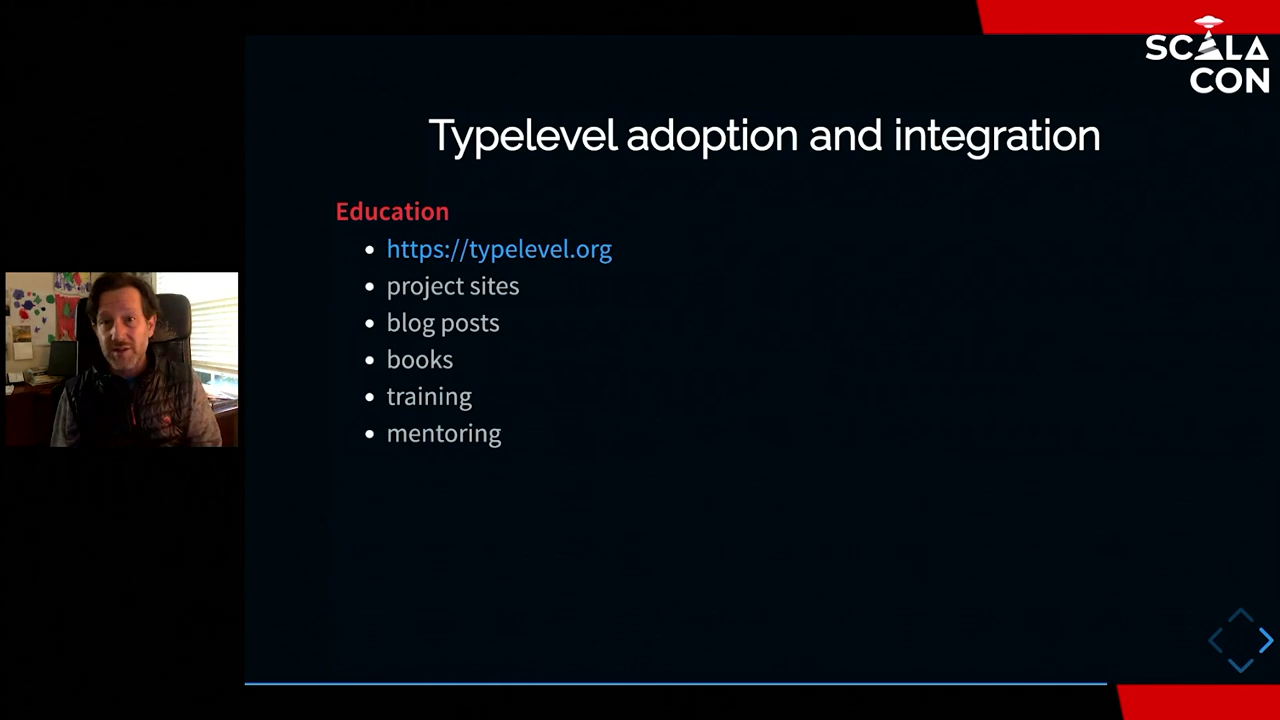 SCALA
CON
Typelevel adoption and integration
Education
https://typelevel.org
project sites
blog posts
books
training
mentoring